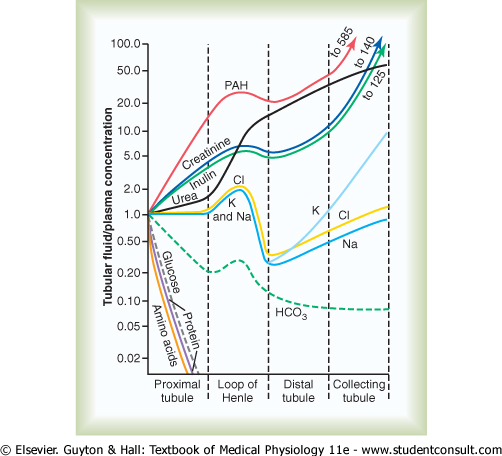 Tubular fluid/plasma concentration
100.0
50.0
20.0
10.0
5.0
2.0
1.0
0.50
0.20
0.10
0.05
0.02
to 585
to 140
to 125
PAH
Creatinine
Inulin
Urea
Cl
K
and Na
K
Cl
Na
HCO3
Glucose
Protein
Amino acids
Proximal
tubule
Loop of
Henle
Distal
tubule
Collecting
tubule
© Elsevier. Guyton & Hall: Textbook of Medical Physiology 11e - www.studentconsult.com